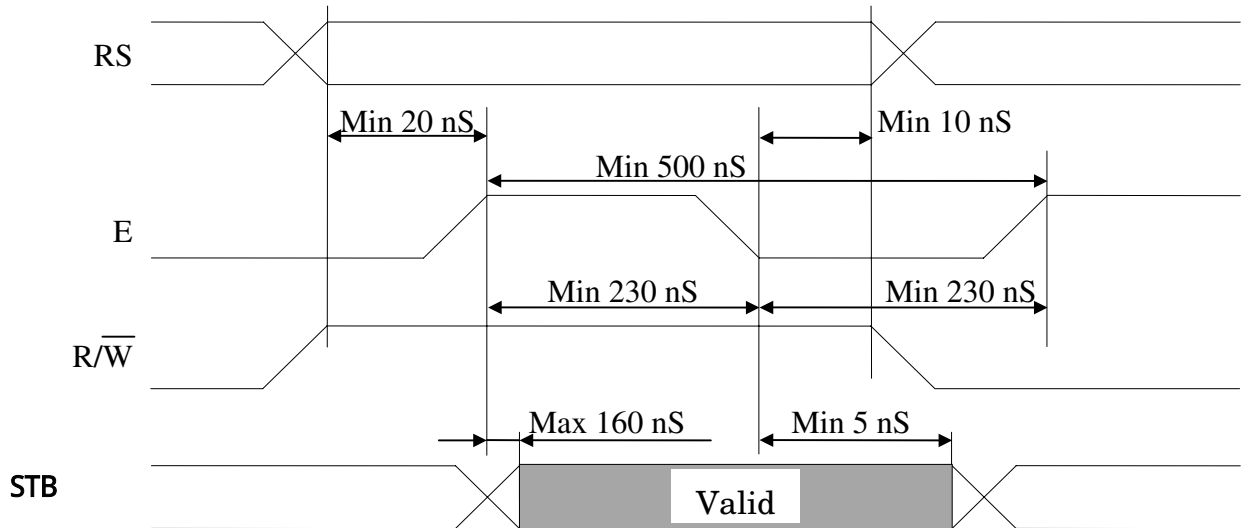 RS
Min 20 nS
Min 10 nS
Min 500 nS
E
Min 230 nS
Min 230 nS
R/W̅
Max 160 nS
Min 5 nS
STB
Valid